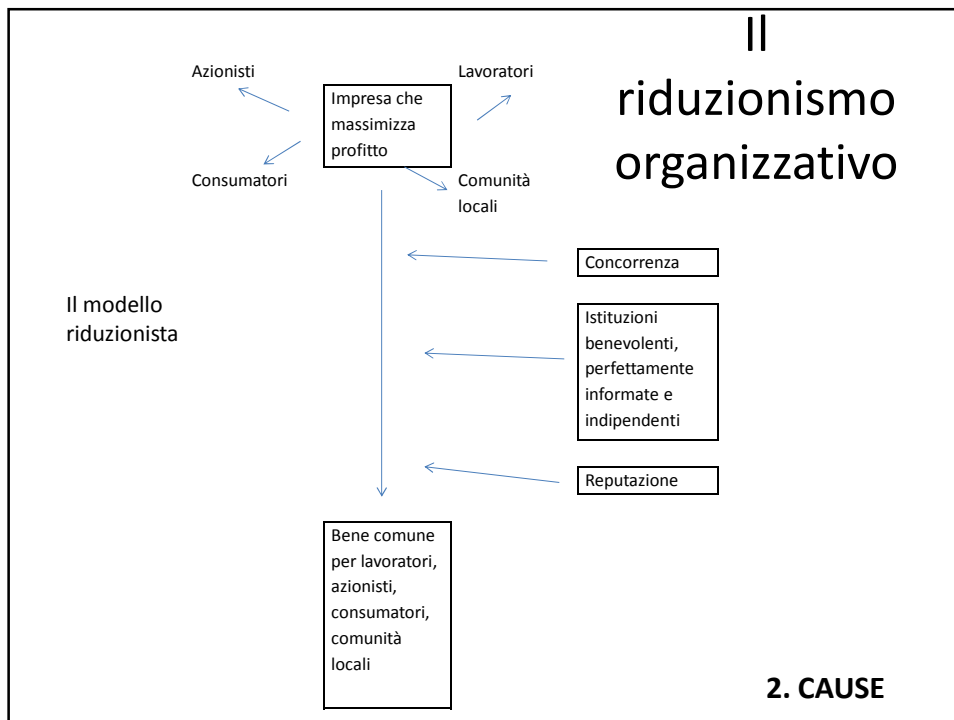 Il
riduzionismo
organizzativo
Azionisti
Lavoratori
Impresa che
massimizza
profitto
Consumatori
Comunità
locali
Concorrenza
Il modello
riduzionista
Istituzioni
benevolenti,
perfettamente
informate e
indipendenti
Reputazione
Bene comune
per lavoratori,
azionisti,
consumatori,
comunità
locali
2. CAUSE